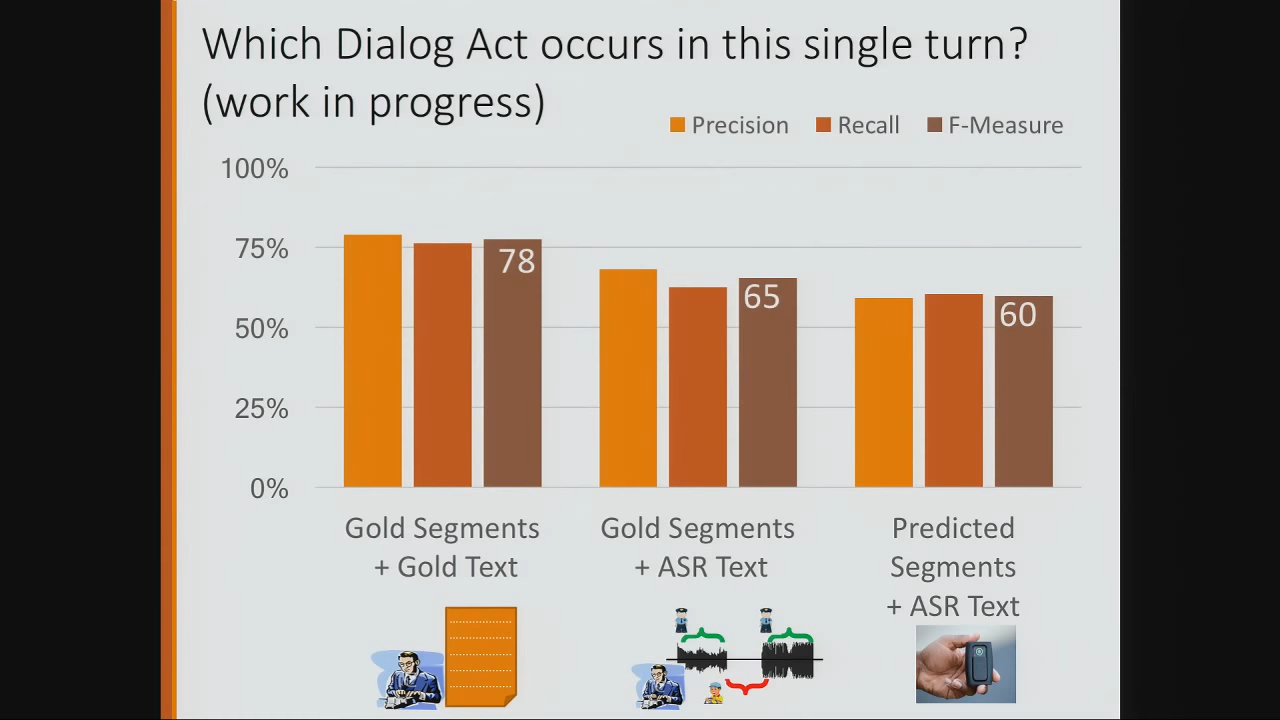 Which Dialog Act occurs in this single turn?
(work in progress)
Precision Recall F-Measure
100%
75%
50%
25%
0%
78
65
60
Gold Segments
+ Gold Text
Gold Segments
+ ASR Text
Predicted
Segments
+ ASR Text